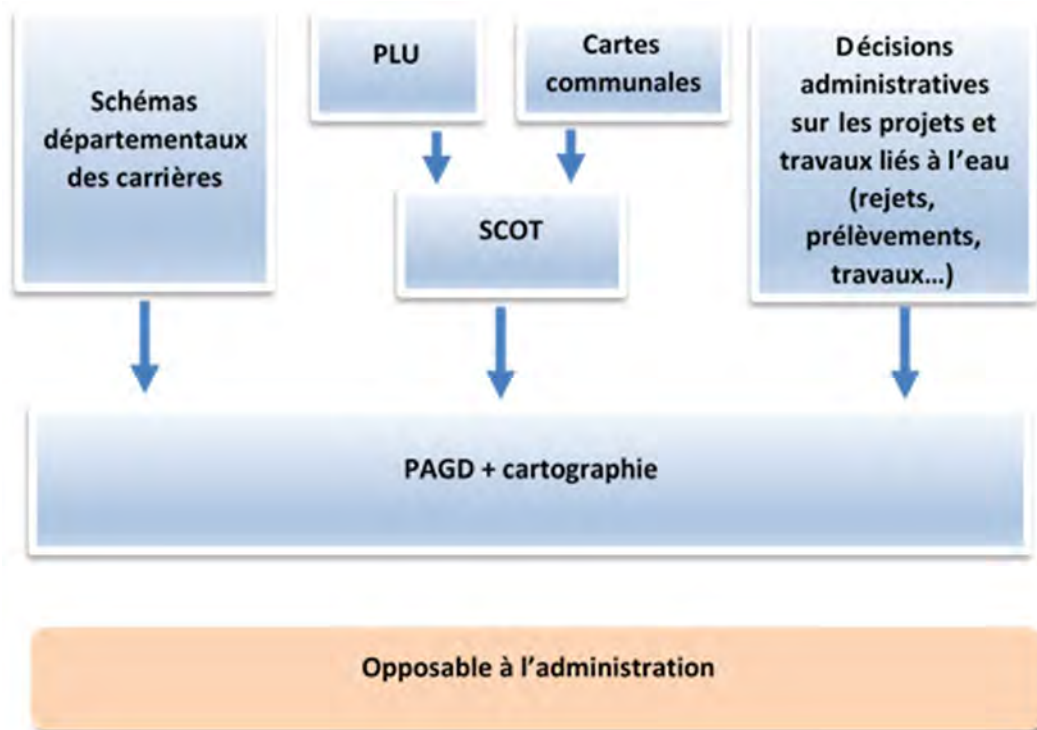 Schémas
départementaux
des carrières
PLU
Cartes
communales
SCOT
Décisions
administratives
sur les projets et
travaux liés à l’eau
(rejets,
prélèvements,
travaux…)
PAGD + cartographie
Opposable à l’administration